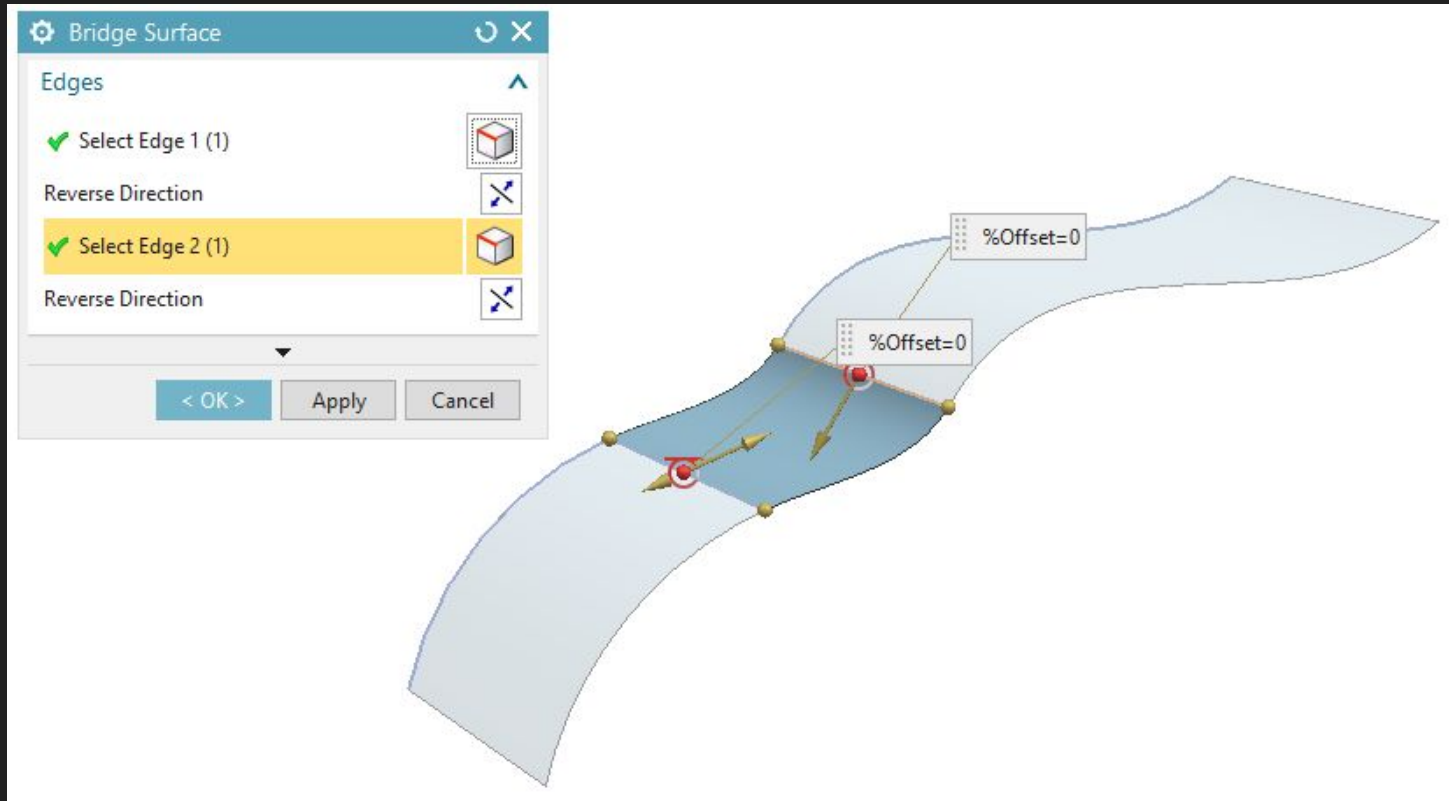 Bridge Surface
Edges
Select Edge 1 (1)
Reverse Direction
Select Edge 2 (1)
Reverse Direction
< OK >
Apply
Cancel
%Offset=0
%Offset=0